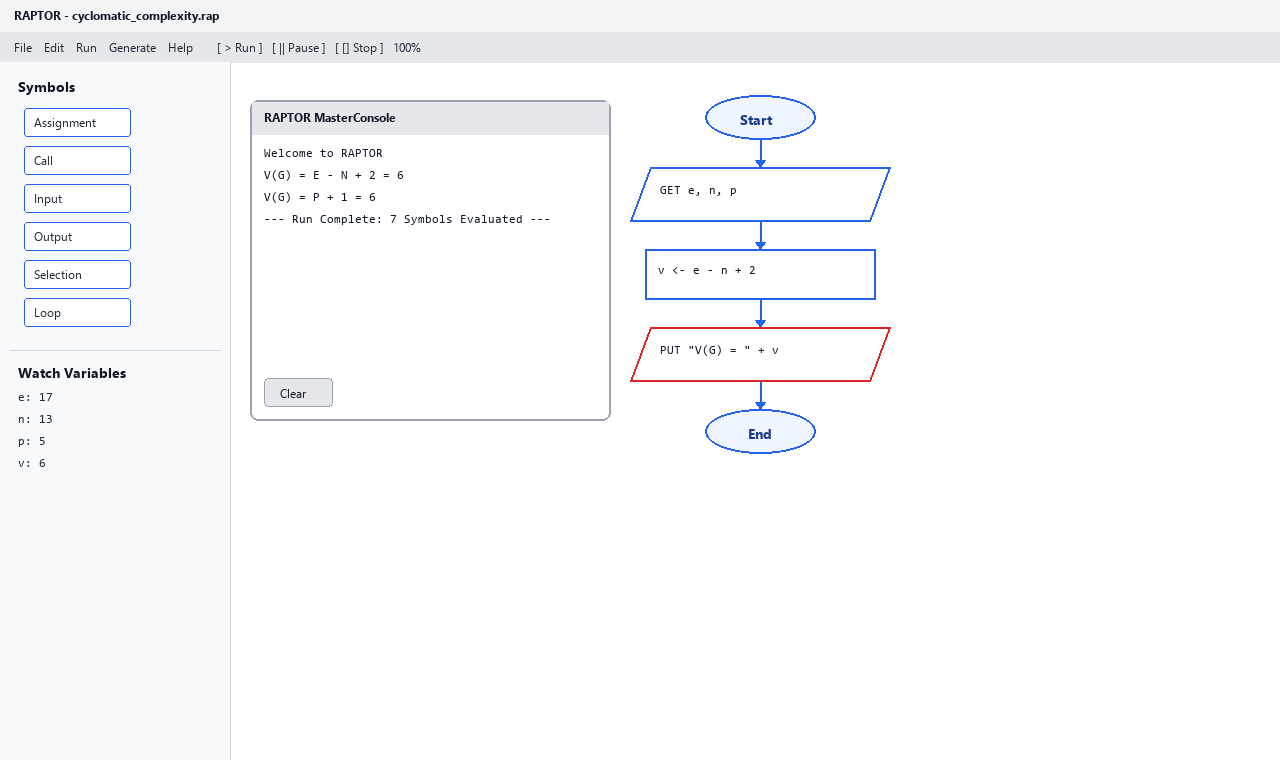 RAPTOR - cyclomatic_complexity.rap
File Edit Run Generate Help [ > Run ] [ || Pause ] [ [] Stop ] 100%
Symbols
Assignment
Call
Input
Output
Selection
Loop
Watch Variables
e: 17
n: 13
p: 5
v: 6
RAPTOR MasterConsole
Welcome to RAPTOR
V(G) = E - N + 2 = 6
V(G) = P + 1 = 6
--- Run Complete: 7 Symbols Evaluated ---
Clear
Start
GET e, n, p
v <- e - n + 2
PUT "V(G) = " + v
End